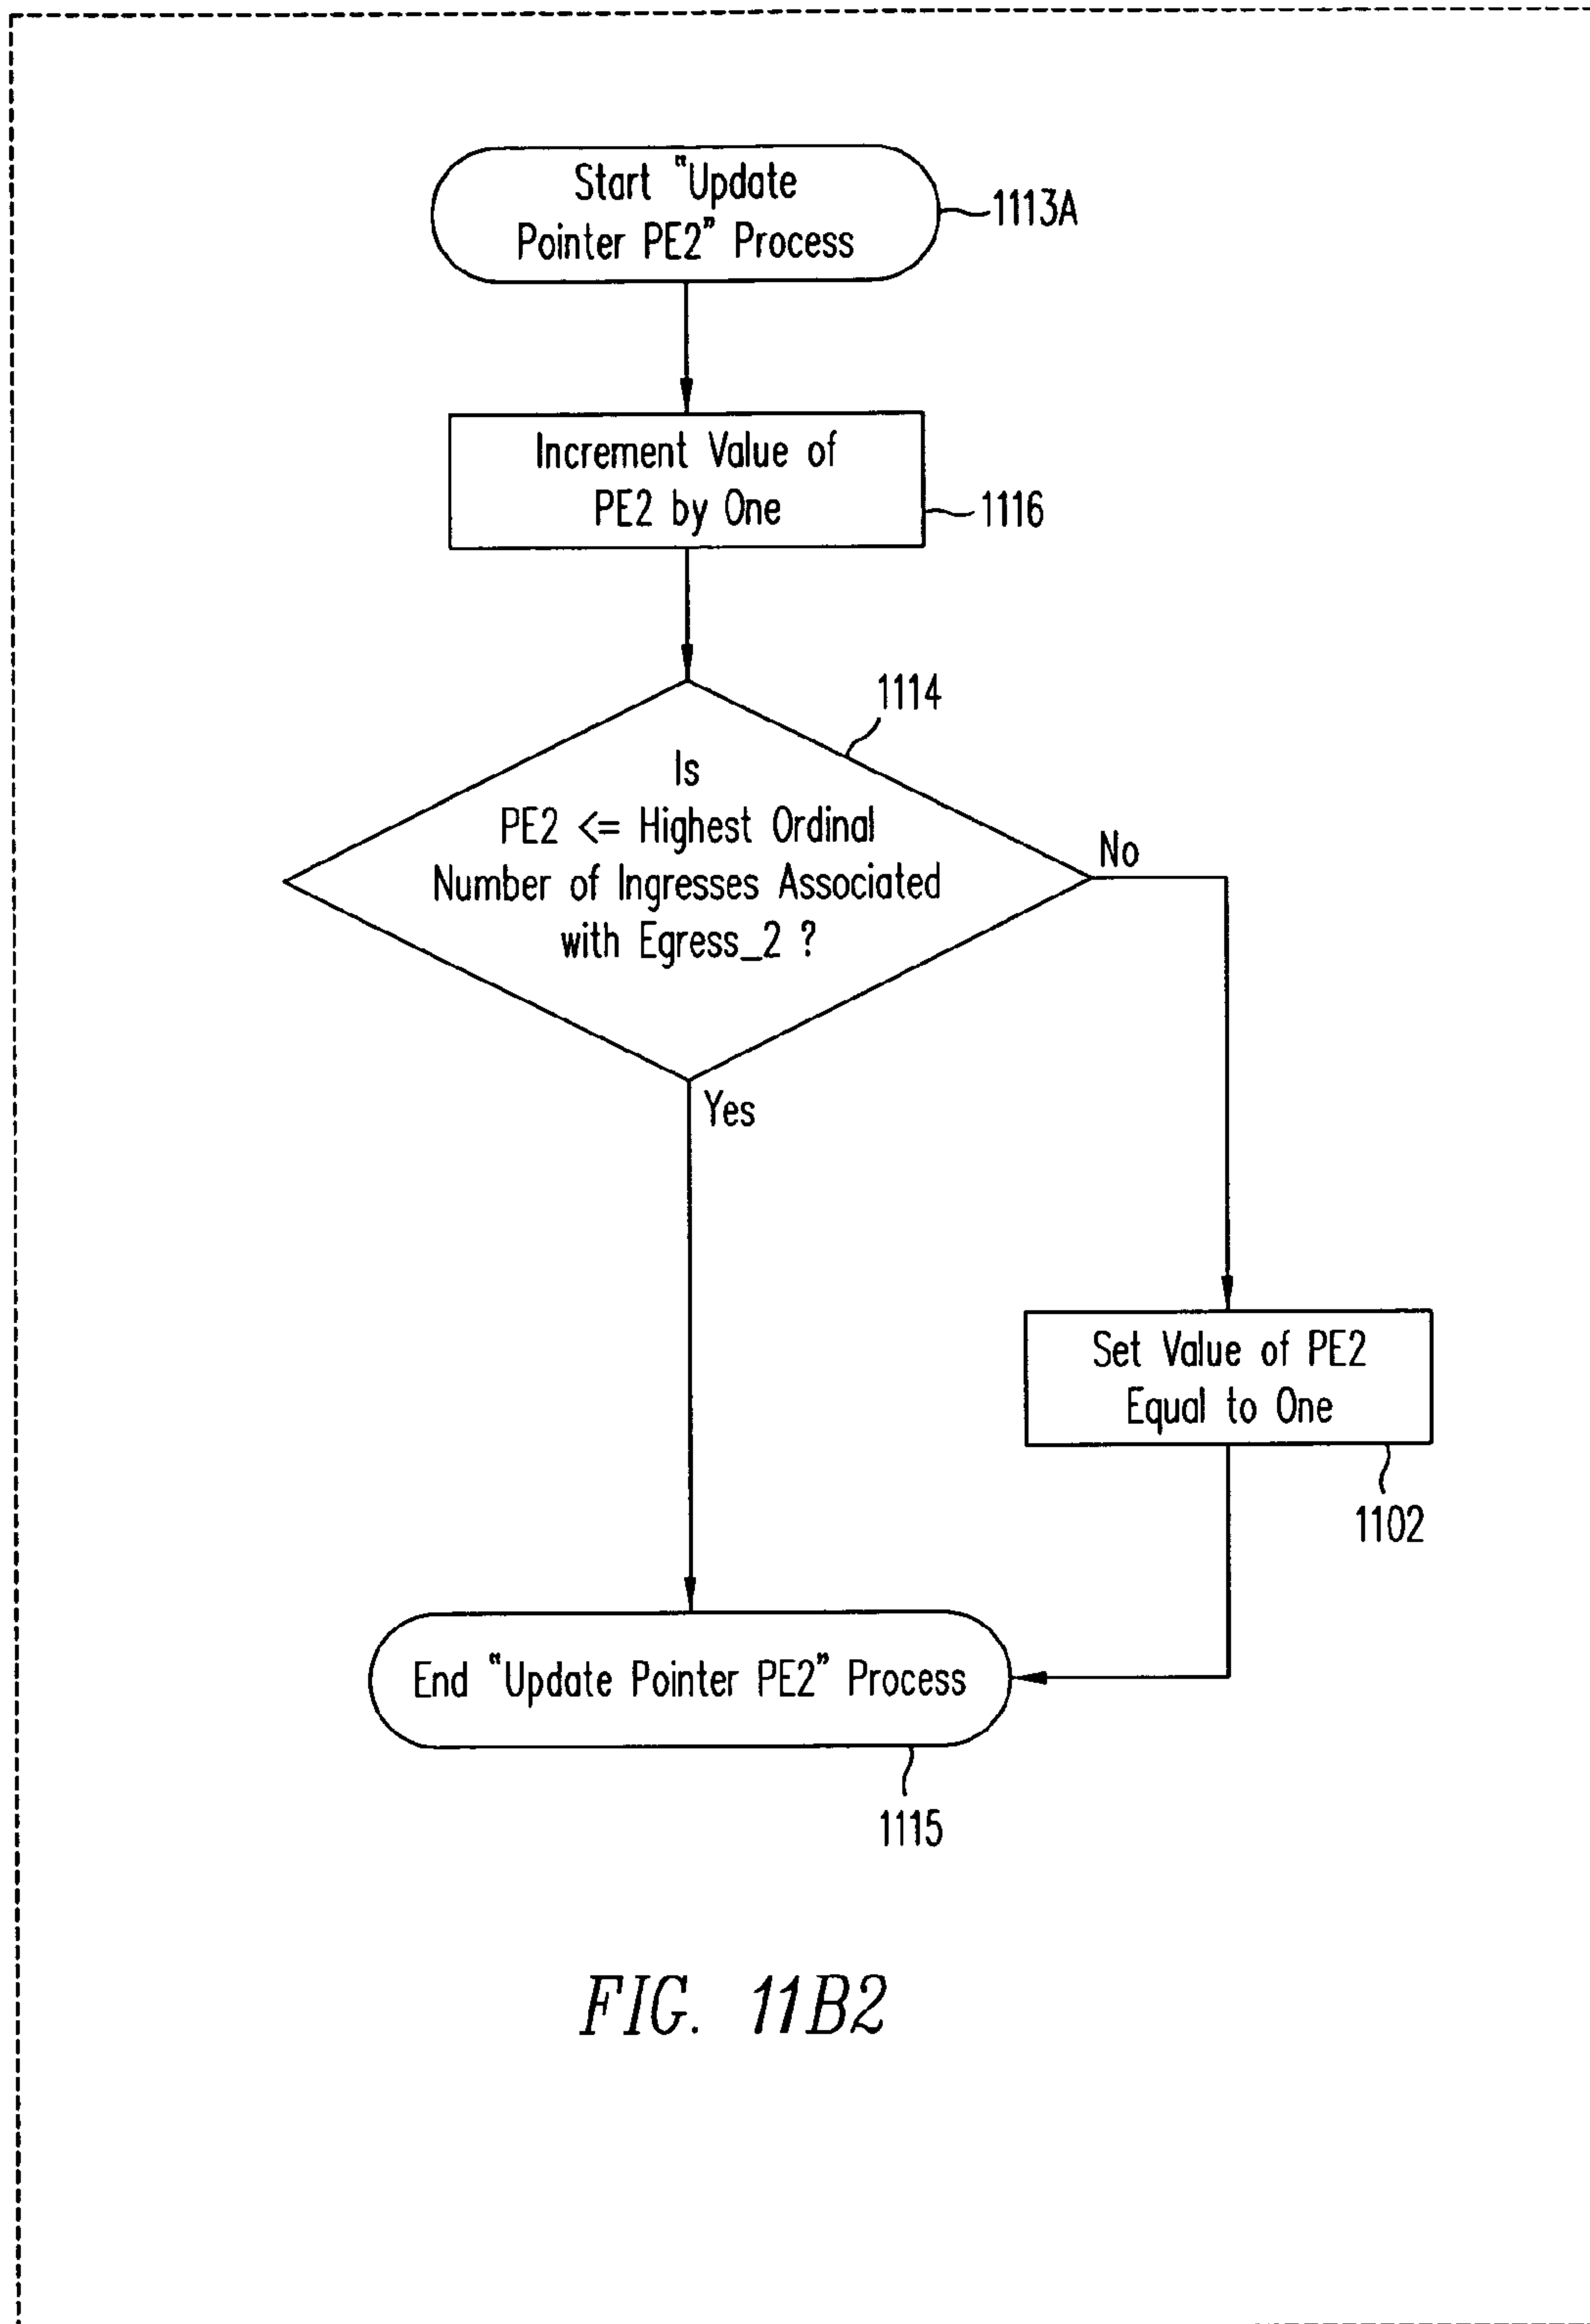 Start "Update
Pointer PE2" Process
1113A
Increment Value of
PE2 by One
1116
1114
Is
PE2 <= Highest Ordinal
Number of Ingresses Associated
with Egress_2 ?
No
Yes
Set Value of PE2
Equal to One
1102
End "Update Pointer PE2" Process
1115
FIG. 11B2